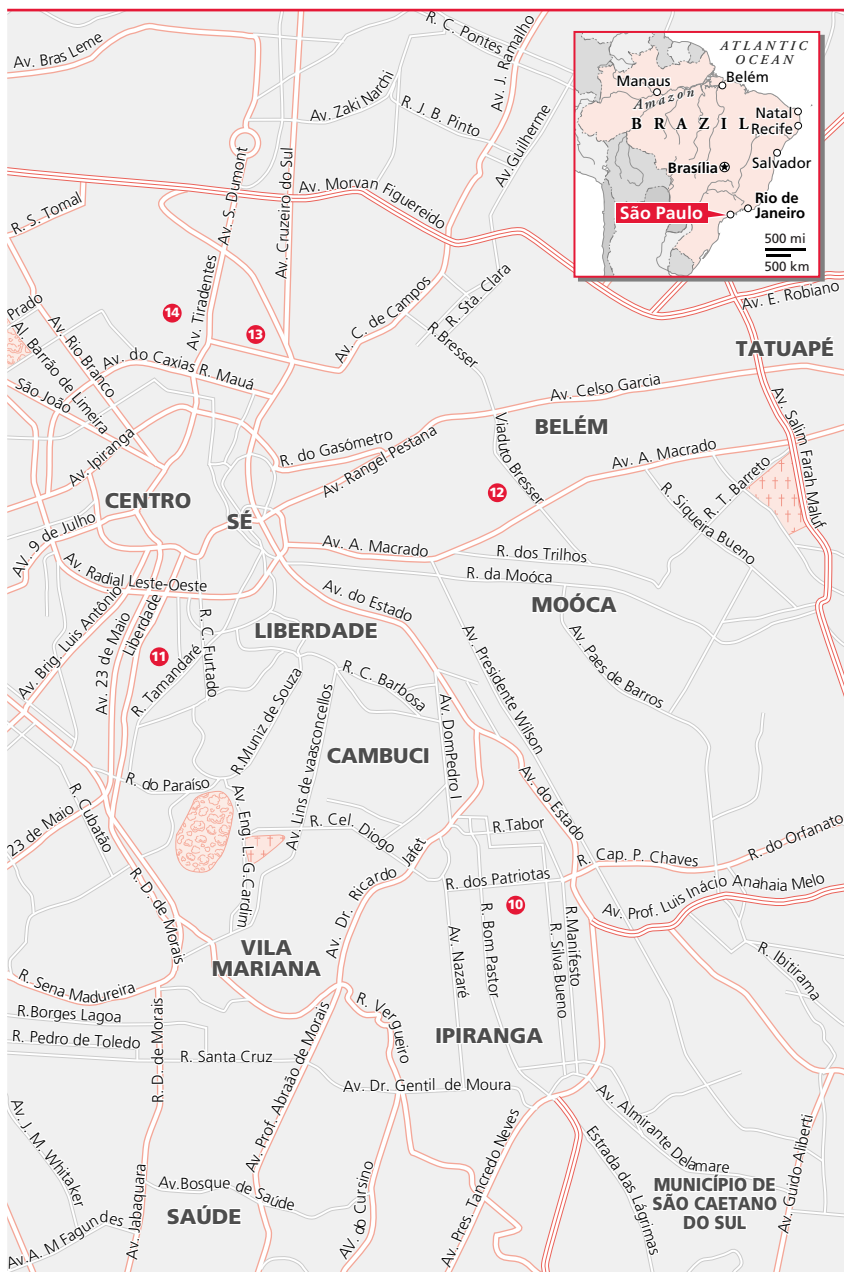 Av. Bras Leme
R. C. Pontes
Av. J. Ramalho
Av. Zaki Narchi
R. J. B. Pinto
Av.Guilherme
Av. S. Dumont
Av. Cruzeiro do Sul
Av. Morvan Figuereido
R. S. Tomal
ATLANTIC
OCEAN
Manaus
Belém
Amazon
BRAZIL
Natal
Recife
Brasília
Salvador
São Paulo
Rio de
Janeiro
500 mi
500 km
14
13
Av. Tiradentes
Av. C. de Campos
R. Sta. Clara
R.Bresser
Av. E. Robiano
TATUAPÉ
Prado
Al. Barrão de Limeira
Av. Rio Branco
Av. do Caxias
R. Mauá
São João
Av. Ipiranga
Av. Celso Garcia
BELÉM
R. do Gasómetro
Av. Rangel Pestana
Viaduto Bresser
Av. A. Macrado
Av. Salim Farah Maluf
R. T. Barreto
R. Siqueira Bueno
12
CENTRO
SÉ
AV. 9 de Julho
Av. Radial Leste-Oeste
Av. A. Macrado
R. dos Trilhos
R. da Moóca
MOÓCA
Av. do Estado
LIBERDADE
Av. Brig. Luis Antônio
Av. 23 de Maio
Liberdade
R. C. Furtado
R. Tamandaré
11
R.Muniz de Souza
R. C. Barbosa
Av. Lins de vaasconcellos
Av. Presidente Wilson
Av. Paes de Barros
Av. DomPedro I
CAMBUCI
R. do Paraíso
R. Cubatão
23 de Maio
Av. Eng. L. G.Cardim
R. Cel. Diogo
R.Tabor
Av. do Estado
R. Cap. P. Chaves
R. do Orfanato
Av. Dr. Ricardo Jafet
R. D. de Morais
R. dos Patriotas
10
Av. Prof. Luis Inácio Anahaia Melo
Av. Nazaré
R. Bom Pastor
R. Silva Bueno
R.Manifesto
R. Ibitirama
VILA
MARIANA
R. Sena Madureira
R.Borges Lagoa
R. Pedro de Toledo
R. Santa Cruz
R. D. de Morais
R. Vergueiro
IPIRANGA
Av. Prof. Abraão de Morais
Av. Dr. Gentil de Moura
Av. J. M. Whitaker
Av. Jabaquara
Av.Bosque de Saúde
Av.A. M Fagundes
SAÚDE
AV. do Cursino
Av. Pres. Tancredo Neves
Estrada das Lágrimas
Av. Almirante Delamare
Av. Guido Aliberti
MUNICÍPIO DE
SÃO CAETANO
DO SUL